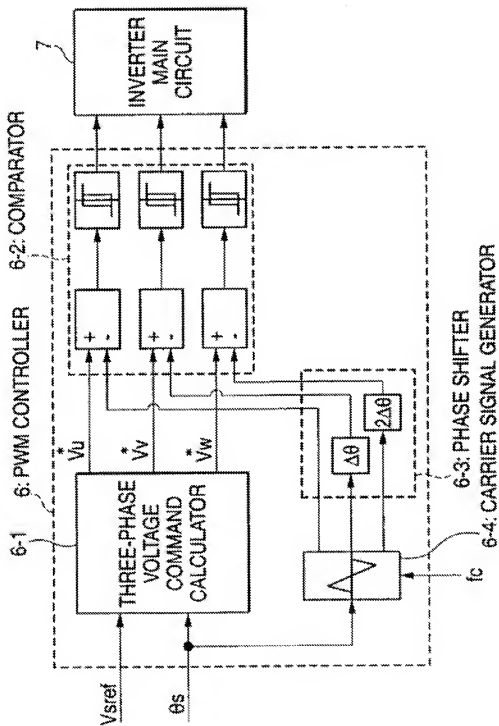 7
INVERTER
MAIN
CIRCUIT
6-2: COMPARATOR
6: PWM CONTROLLER
6-1
THREE-PHASE
VOLTAGE
COMMAND
CALCULATOR
Vu*
Vv*
Vw*
+
-
+
-
+
-
Vsref
θs
Δθ
2Δθ
6-3: PHASE SHIFTER
6-4: CARRIER SIGNAL GENERATOR
fc